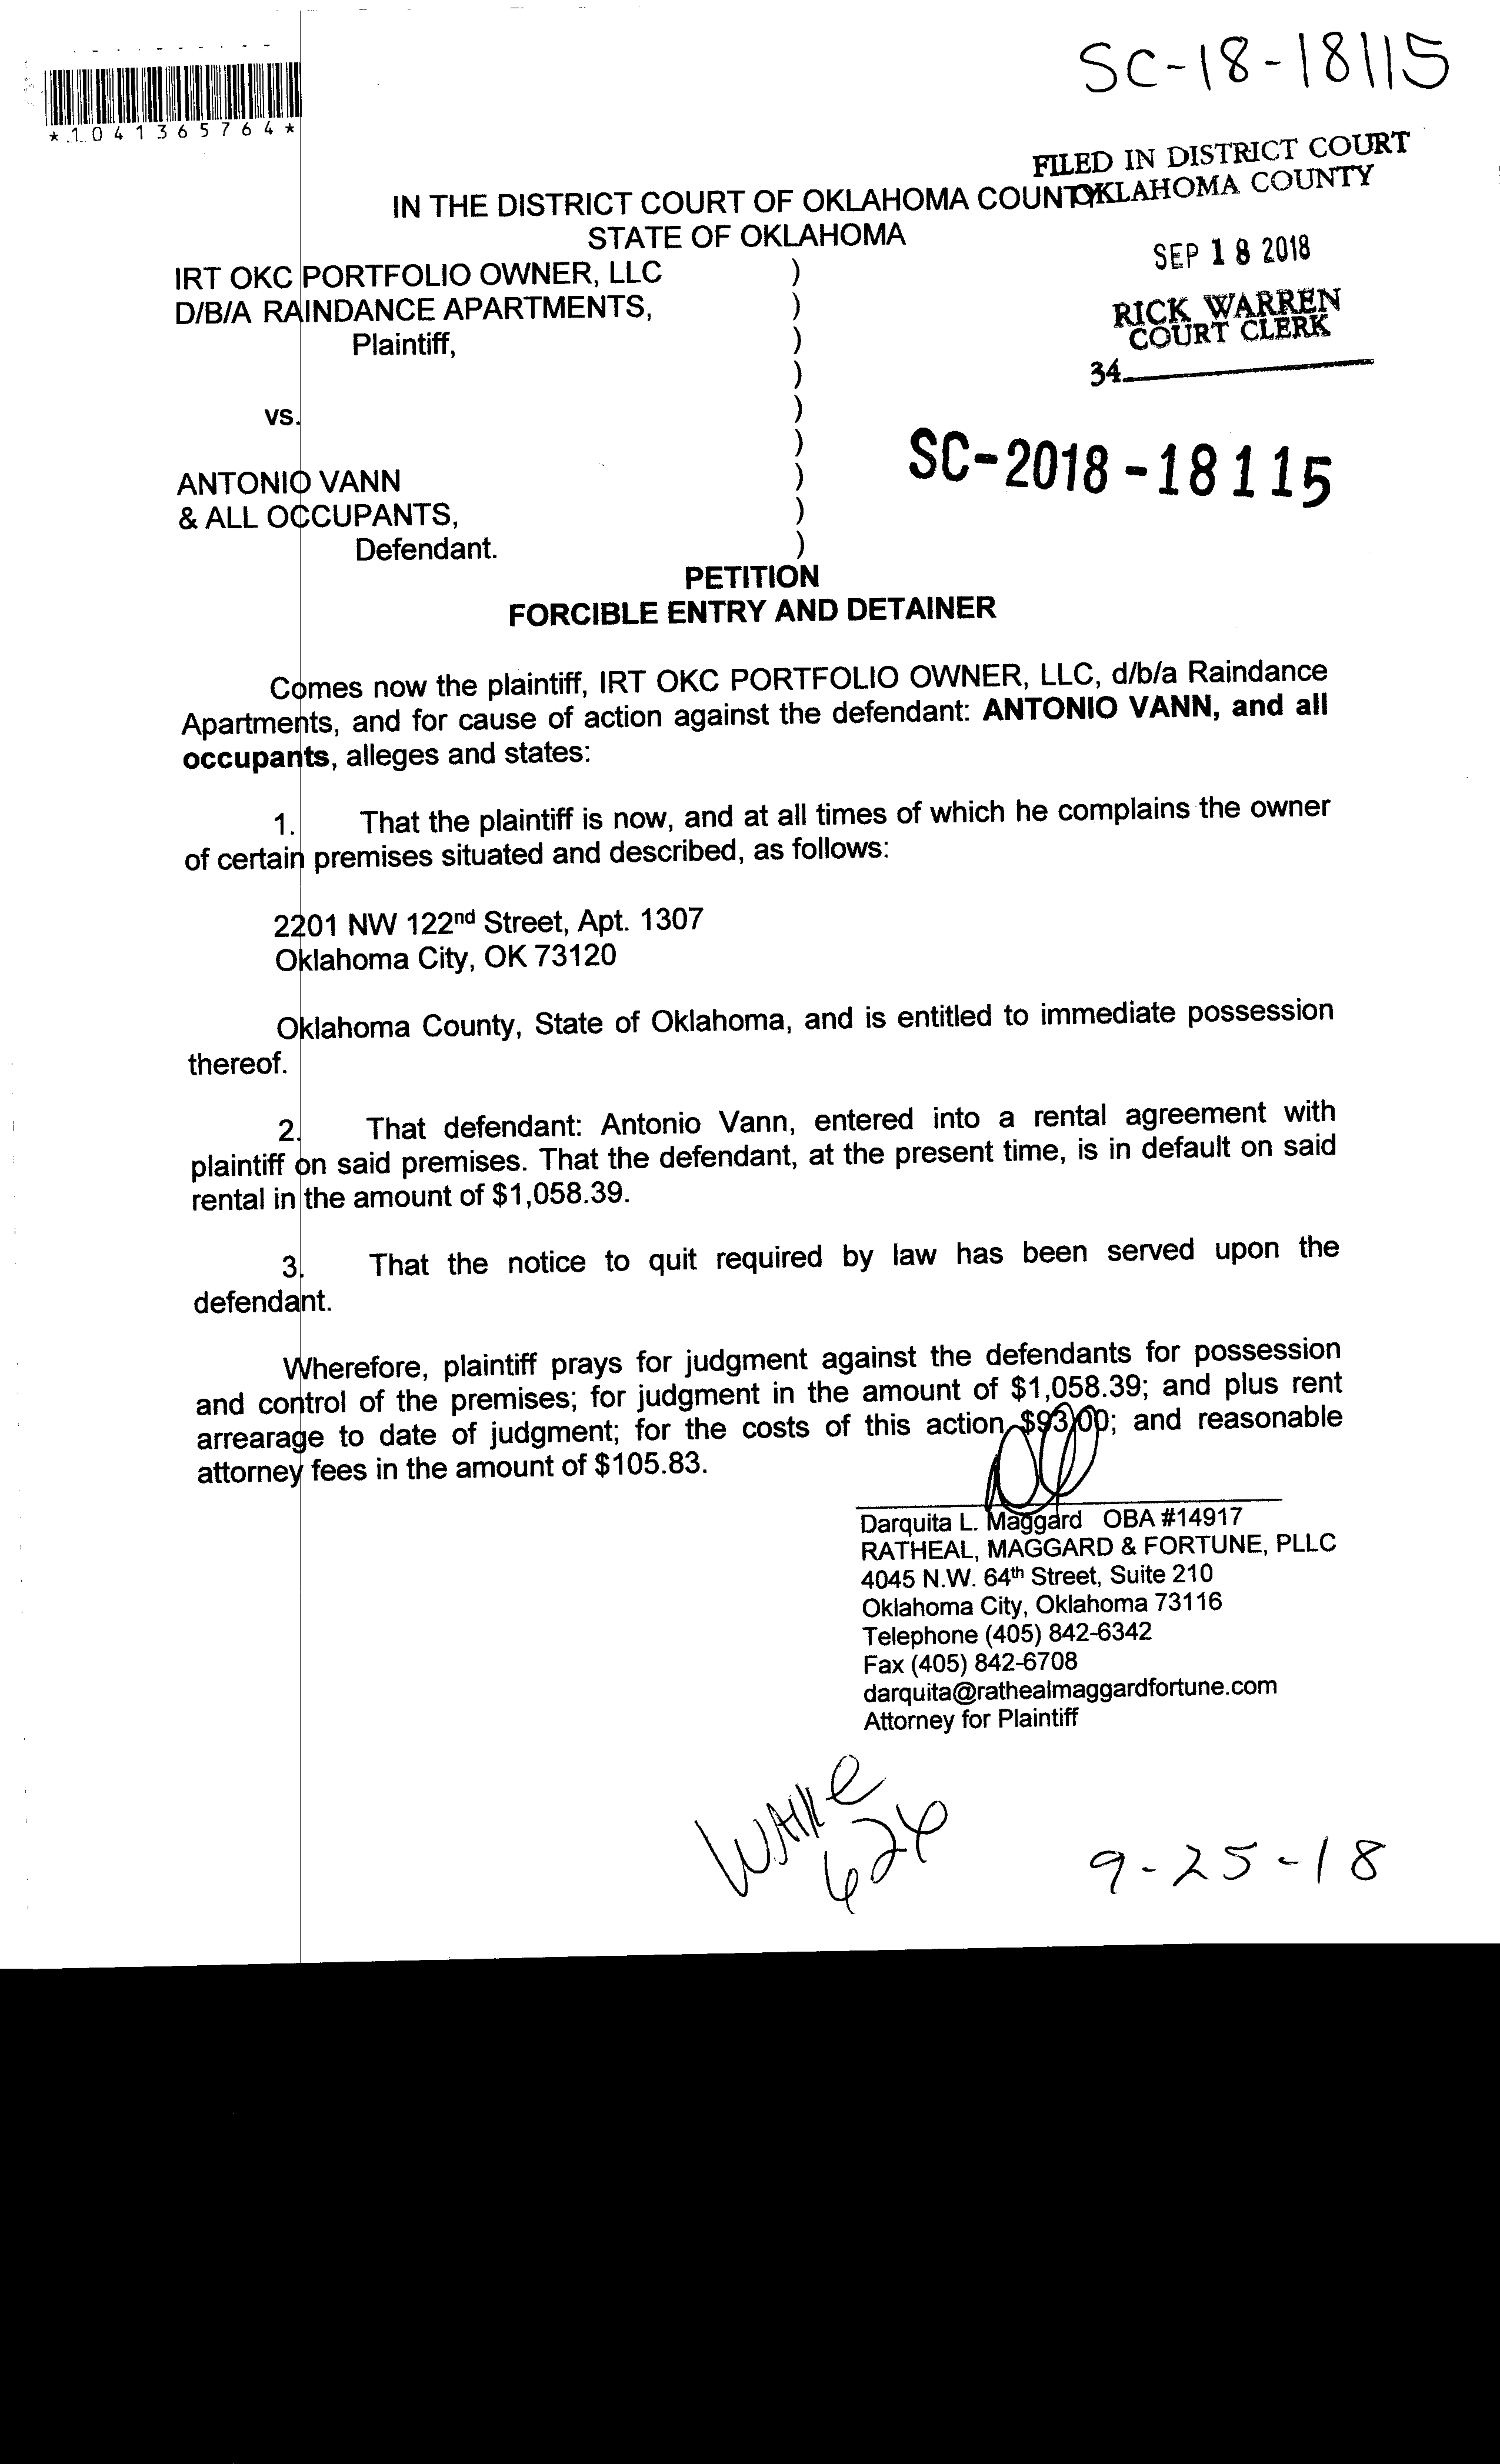 SC-18-18115
*1041365764*
FILED IN DISTRICT COURT
OKLAHOMA COUNTY
IN THE DISTRICT COURT OF OKLAHOMA COUNTY
STATE OF OKLAHOMA
SEP 18 2018
RICK WARREN
COURT CLERK
34
IRT OKC PORTFOLIO OWNER, LLC )
D/B/A RAINDANCE APARTMENTS, )
Plaintiff, )
)
vs. )
)
ANTONIO VANN )
& ALL OCCUPANTS, )
Defendant. )
SC-2018-18115
PETITION
FORCIBLE ENTRY AND DETAINER
Comes now the plaintiff, IRT OKC PORTFOLIO OWNER, LLC, d/b/a Raindance
Apartments, and for cause of action against the defendant: ANTONIO VANN, and all
occupants, alleges and states:
1. That the plaintiff is now, and at all times of which he complains the owner
of certain premises situated and described, as follows:
2201 NW 122nd Street, Apt. 1307
Oklahoma City, OK 73120
Oklahoma County, State of Oklahoma, and is entitled to immediate possession
thereof.
2. That defendant: Antonio Vann, entered into a rental agreement with
plaintiff on said premises. That the defendant, at the present time, is in default on said
rental in the amount of $1,058.39.
3. That the notice to quit required by law has been served upon the
defendant.
Wherefore, plaintiff prays for judgment against the defendants for possession
and control of the premises; for judgment in the amount of $1,058.39; and plus rent
arrearage to date of judgment; for the costs of this action $93.00; and reasonable
attorney fees in the amount of $105.83.
Darquita L. Maggard OBA #14917
RATHEAL, MAGGARD & FORTUNE, PLLC
4045 N.W. 64th Street, Suite 210
Oklahoma City, Oklahoma 73116
Telephone (405) 842-6342
Fax (405) 842-6708
darquita@rathealmaggardfortune.com
Attorney for Plaintiff
624
9-25-18